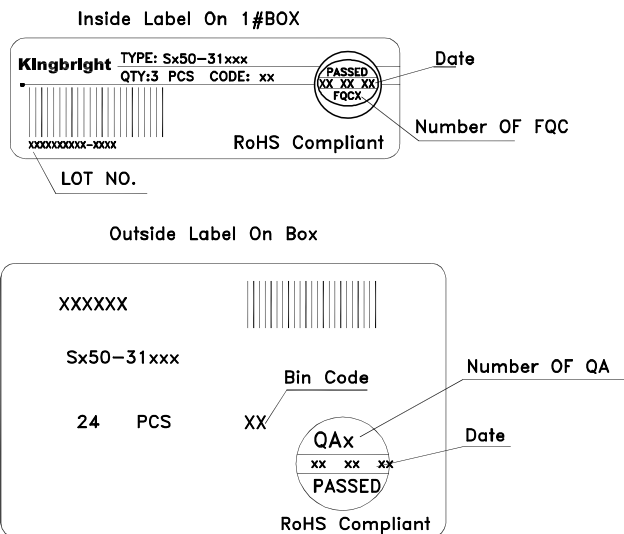 Inside Label On 1#BOX
Kingbright
TYPE: Sx50-31xxx
QTY:3 PCS CODE: xx
PASSED
XX XX XX
FQCX
Date
Number OF FQC
xxxxxxxxxx-xxxx
RoHS Compliant
LOT NO.
Outside Label On Box
XXXXXX
Sx50-31xxx
Bin Code
Number OF QA
24 PCS XX
QAx
Date
xx xx xx
PASSED
RoHS Compliant